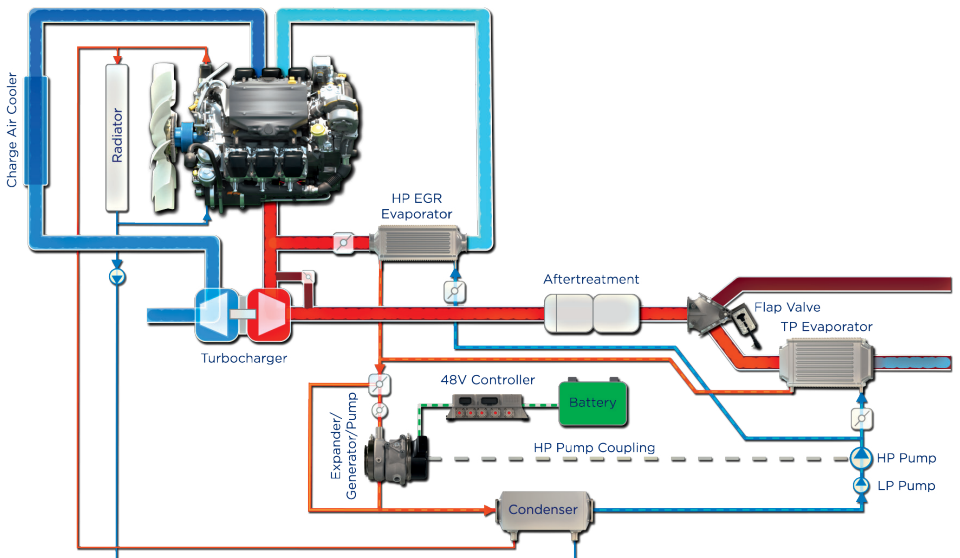 Charge Air Cooler
Radiator
HP EGR
Evaporator
Aftertreatment
Flap Valve
TP Evaporator
Turbocharger
48V Controller
Battery
Expander/
Generator/Pump
HP Pump Coupling
HP Pump
LP Pump
Condenser